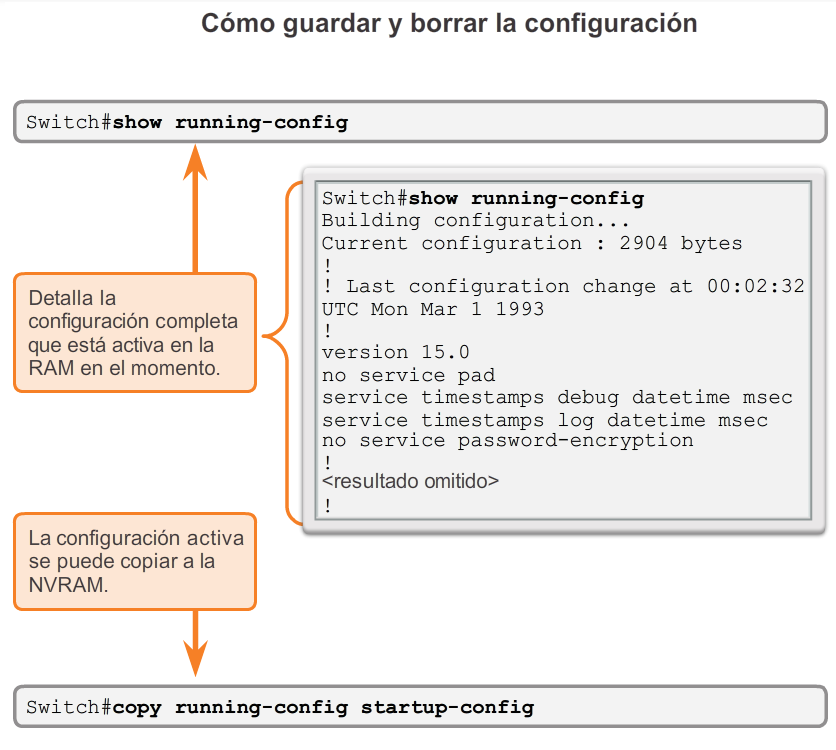 Cómo guardar y borrar la configuración
Switch#show running-config
Switch#show running-config
Building configuration...
Current configuration : 2904 bytes
!
! Last configuration change at 00:02:32
UTC Mon Mar 1 1993
!
version 15.0
no service pad
service timestamps debug datetime msec
service timestamps log datetime msec
no service password-encryption
!
<resultado omitido>
!
Detalla la
configuración completa
que está activa en la
RAM en el momento.
La configuración activa
se puede copiar a la
NVRAM.
Switch#copy running-config startup-config